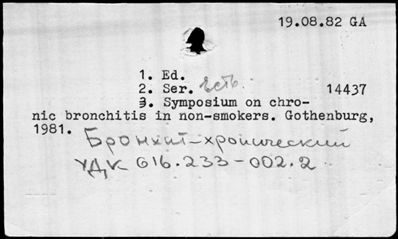 19.08.82 GA
1. Ed.
2. Ser. есть 14437
3. Symposium on chro-
nic bronchitis in non-smokers. Gothenburg,
1981.
Бронхит-хронический
УДК 616.233-002.2